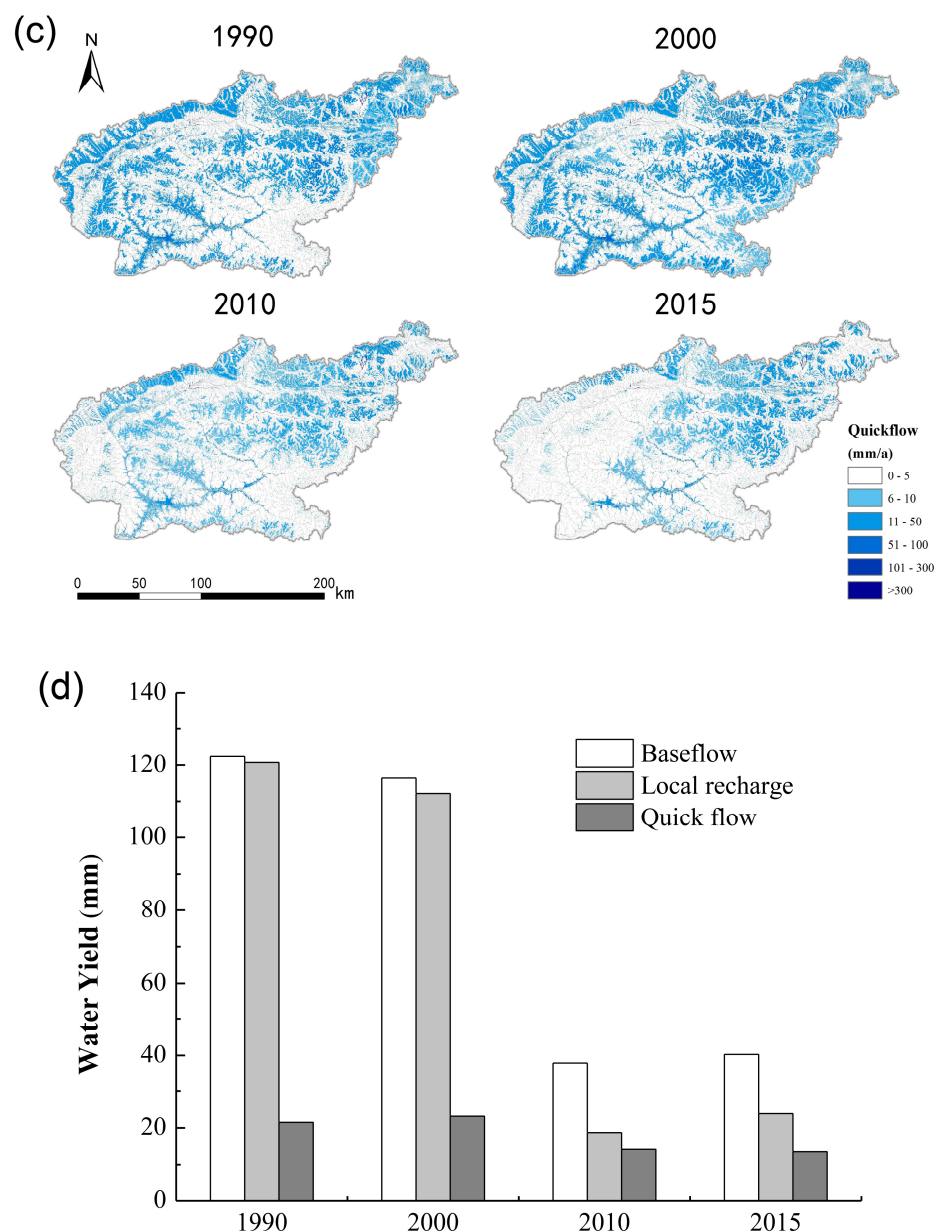 (c)
N
1990
2000
2010
2015
Quickflow
(mm/a)
0 - 5
6 - 10
11 - 50
51 - 100
101 - 300
>300
0 50 100 200
km
(d)
140
120
100
80
60
40
20
0
Water Yield (mm)
Baseflow
Local recharge
Quick flow
1990 2000 2010 2015